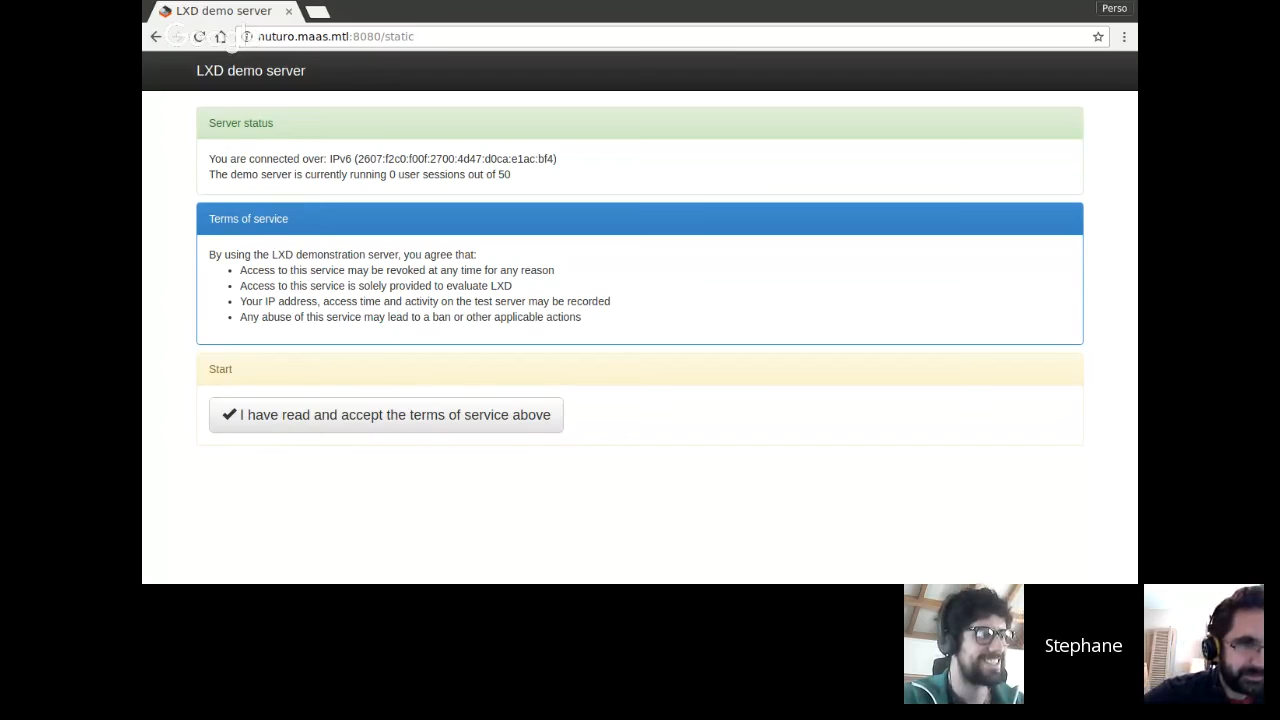 LXD demo server
Perso
nuturo.maas.mtl:8080/static
LXD demo server
Server status
You are connected over: IPv6 (2607:f2c0:f00f:2700:4d47:d0ca:e1ac:bf4)
The demo server is currently running 0 user sessions out of 50
Terms of service
By using the LXD demonstration server, you agree that:
• Access to this service may be revoked at any time for any reason
• Access to this service is solely provided to evaluate LXD
• Your IP address, access time and activity on the test server may be recorded
• Any abuse of this service may lead to a ban or other applicable actions
Start
I have read and accept the terms of service above
Stephane